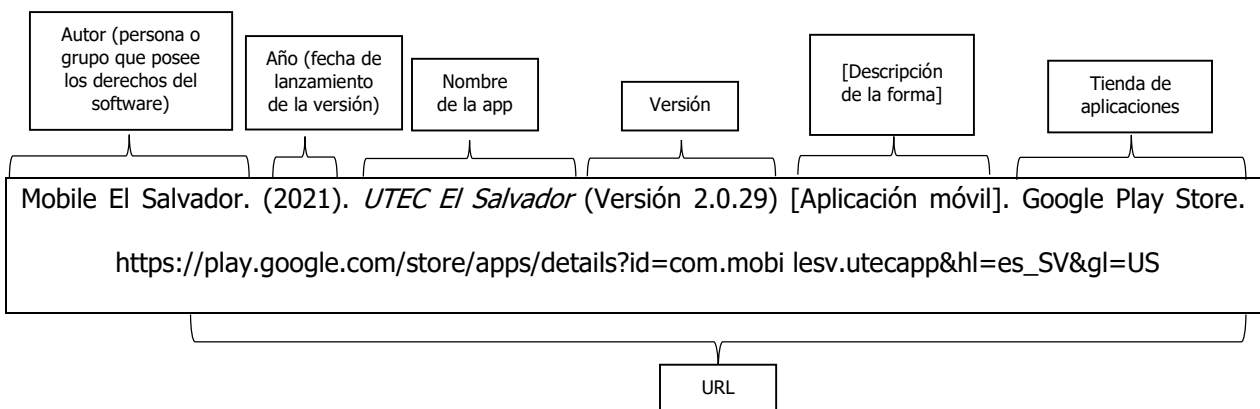 Autor (persona o
grupo que posee
los derechos del
software)
Año (fecha de
lanzamiento
de la versión)
Nombre
de la app
Versión
[Descripción
de la forma]
Tienda de
aplicaciones
Mobile El Salvador. (2021). UTEC El Salvador (Versión 2.0.29) [Aplicación móvil]. Google Play Store.
https://play.google.com/store/apps/details?id=com.mobi lesv.utecapp&hl=es_SV&gl=US
URL